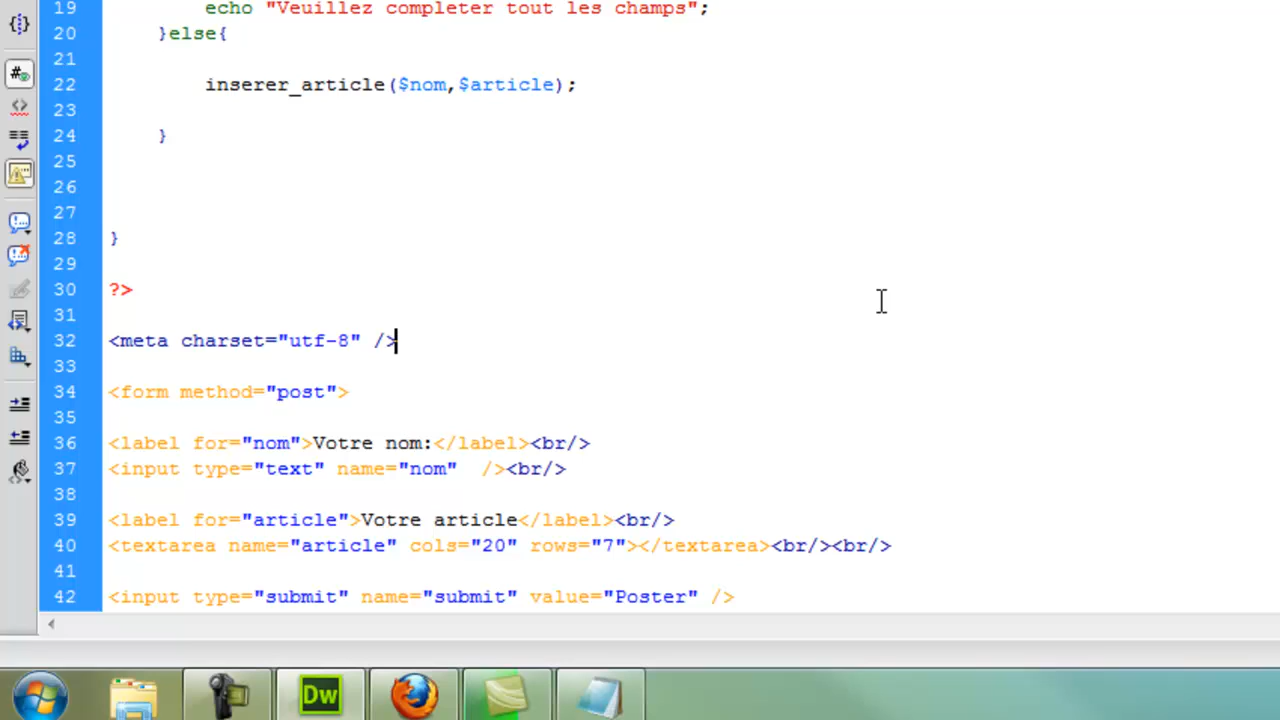 19 echo "Veuillez completer tout les champs";
20 }else{
21
22 inserer_article($nom,$article);
23
24 }
25
26
27
28 }
29
30 ?>
31
32 <meta charset="utf-8" />
33
34 <form method="post">
35
36 <label for="nom">Votre nom:</label><br/>
37 <input type="text" name="nom"  /><br/>
38
39 <label for="article">Votre article</label><br/>
40 <textarea name="article" cols="20" rows="7"></textarea><br/><br/>
41
42 <input type="submit" name="submit" value="Poster" />
Dw